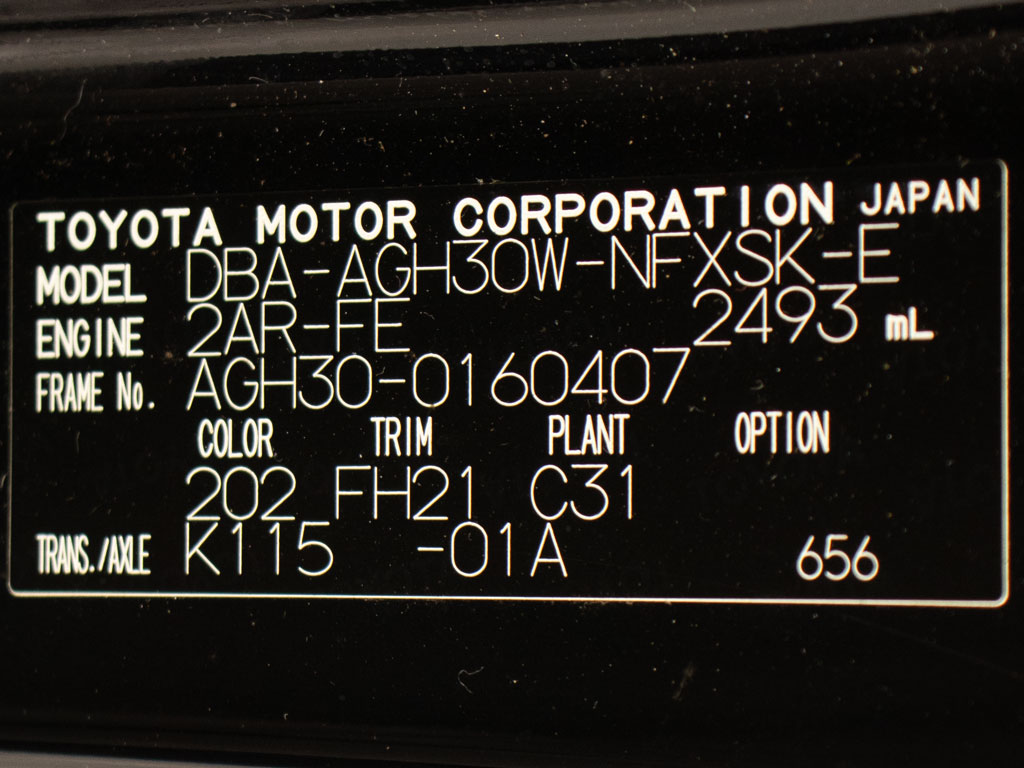 TOYOTA MOTOR CORPORATION JAPAN
MODEL DBA-AGH30W-NFXSK-E
ENGINE 2AR-FE 2493 mL
FRAME No. AGH30-0160407
COLOR TRIM PLANT OPTION
202 FH21 C31
TRANS./AXLE K115 -01A 656